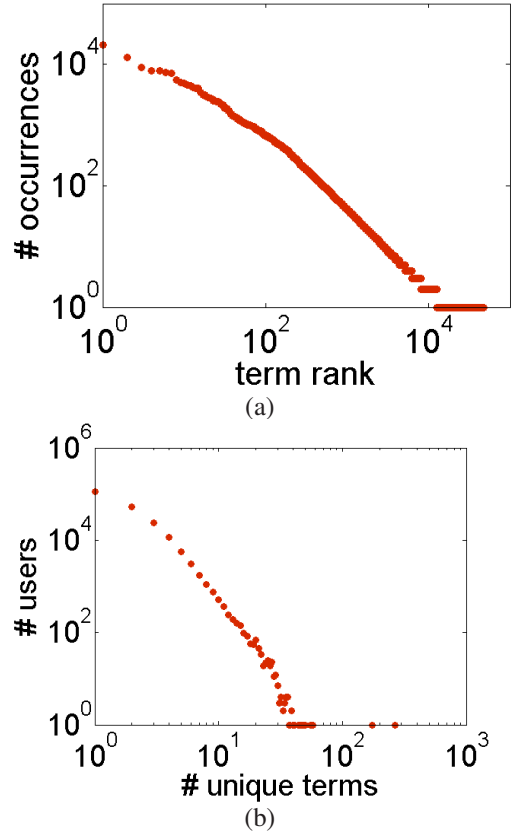 10^4
10^2
10^0
# occurrences
10^0 10^2 10^4
term rank
(a)
10^6
10^4
10^2
10^0
# users
10^0 10^1 10^2 10^3
# unique terms
(b)